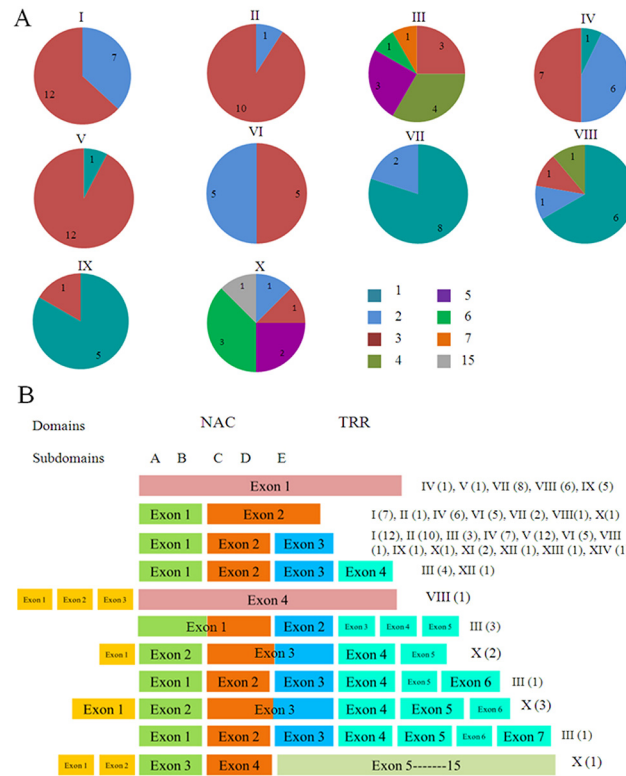 A
I II III IV
7 12
1 10
1 1 3 3 4
1 7 6
V VI VII VIII
1 12
5 5
2 8
1 1 1 6
IX X
1 5
1 1 1 3 2
1 5
2 6
3 7
4 15
B
Domains NAC TRR
Subdomains A B C D E
Exon 1 IV (1), V (1), VII (8), VIII (6), IX (5)
Exon 1 Exon 2 I (7), II (1), IV (6), VI (5), VII (2), VIII(1), X(1)
I (12), II (10), III (3), IV (7), V (12), VI (5), VIII
Exon 1 Exon 2 Exon 3 (1), IX (1), X(1), XI (2), XII (1), XIII (1), XIV (1
Exon 1 Exon 2 Exon 3 Exon 4 III (4), XII (1)
Exon 1 Exon 2 Exon 3 Exon 4 VIII (1)
Exon 1 Exon 2 Exon 3 Exon 4 Exon 5 III (3)
Exon 1 Exon 2 Exon 3 Exon 4 Exon 5 X (2)
Exon 1 Exon 2 Exon 3 Exon 4 Exon 5 Exon 6 III (1)
Exon 1 Exon 2 Exon 3 Exon 4 Exon 5 Exon 6 X (3)
Exon 1 Exon 2 Exon 3 Exon 4 Exon 5 Exon 6 Exon 7 III (1)
Exon 1 Exon 2 Exon 3 Exon 4 Exon 5-------15 X (1)